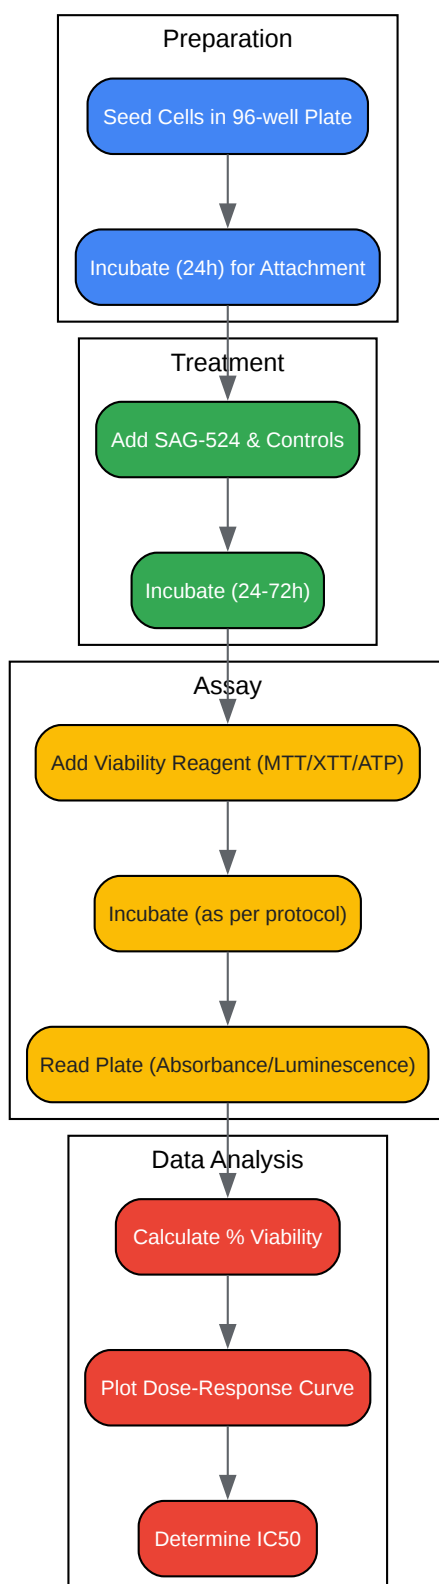 Preparation
Seed Cells in 96-well Plate
Incubate (24h) for Attachment
Treatment
Add SAG-524 & Controls
Incubate (24-72h)
Assay
Add Viability Reagent (MTT/XTT/ATP)
Incubate (as per protocol)
Read Plate (Absorbance/Luminescence)
Data Analysis
Calculate % Viability
Plot Dose-Response Curve
Determine IC50